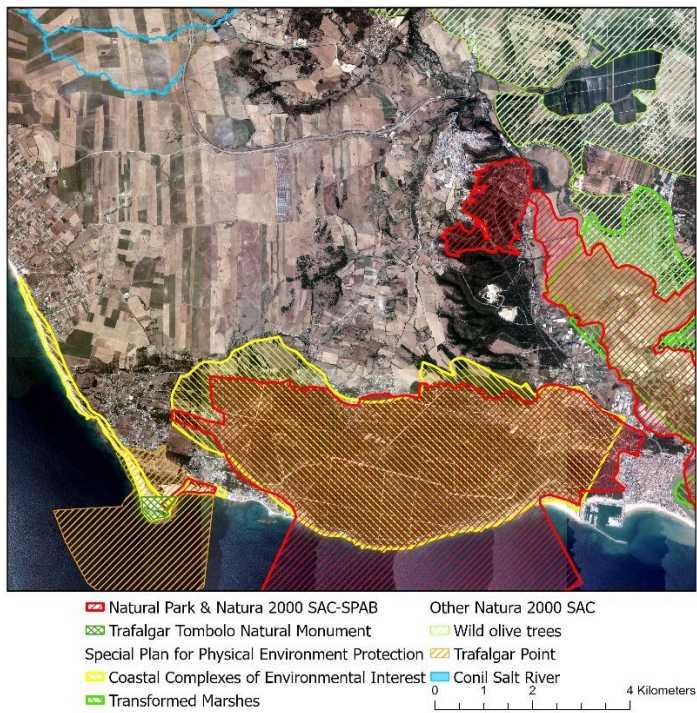 Natural Park & Natura 2000 SAC-SPAB
Trafalgar Tombolo Natural Monument
Special Plan for Physical Environment Protection
Coastal Complexes of Environmental Interest
Transformed Marshes
Other Natura 2000 SAC
Wild olive trees
Trafalgar Point
Conil Salt River
0 1 2 4 Kilometers